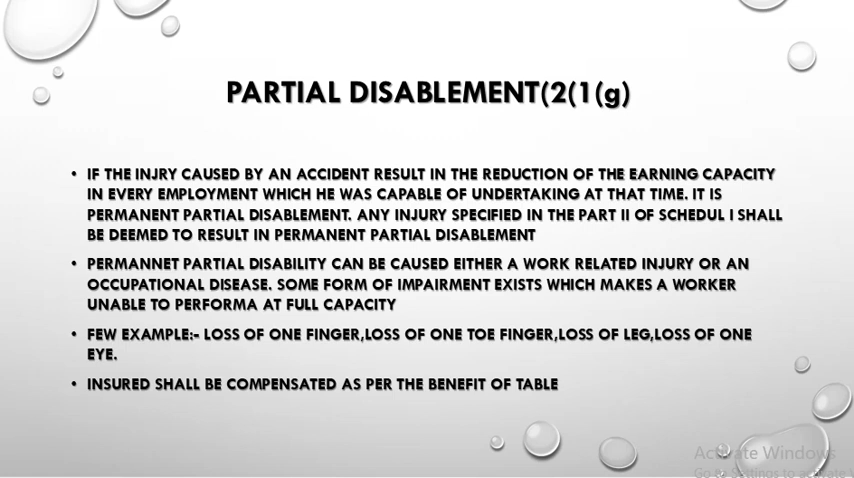 PARTIAL DISABLEMENT(2(1(g)
• IF THE INJRY CAUSED BY AN ACCIDENT RESULT IN THE REDUCTION OF THE EARNING CAPACITY
IN EVERY EMPLOYMENT WHICH HE WAS CAPABLE OF UNDERTAKING AT THAT TIME. IT IS
PERMANENT PARTIAL DISABLEMENT. ANY INJURY SPECIFIED IN THE PART II OF SCHEDUL I SHALL
BE DEEMED TO RESULT IN PERMANENT PARTIAL DISABLEMENT
• PERMANNET PARTIAL DISABILITY CAN BE CAUSED EITHER A WORK RELATED INJURY OR AN
OCCUPATIONAL DISEASE. SOME FORM OF IMPAIRMENT EXISTS WHICH MAKES A WORKER
UNABLE TO PERFORMA AT FULL CAPACITY
• FEW EXAMPLE:- LOSS OF ONE FINGER,LOSS OF ONE TOE FINGER,LOSS OF LEG,LOSS OF ONE
EYE.
• INSURED SHALL BE COMPENSATED AS PER THE BENEFIT OF TABLE
Activate Windows
Go to Settings to activate